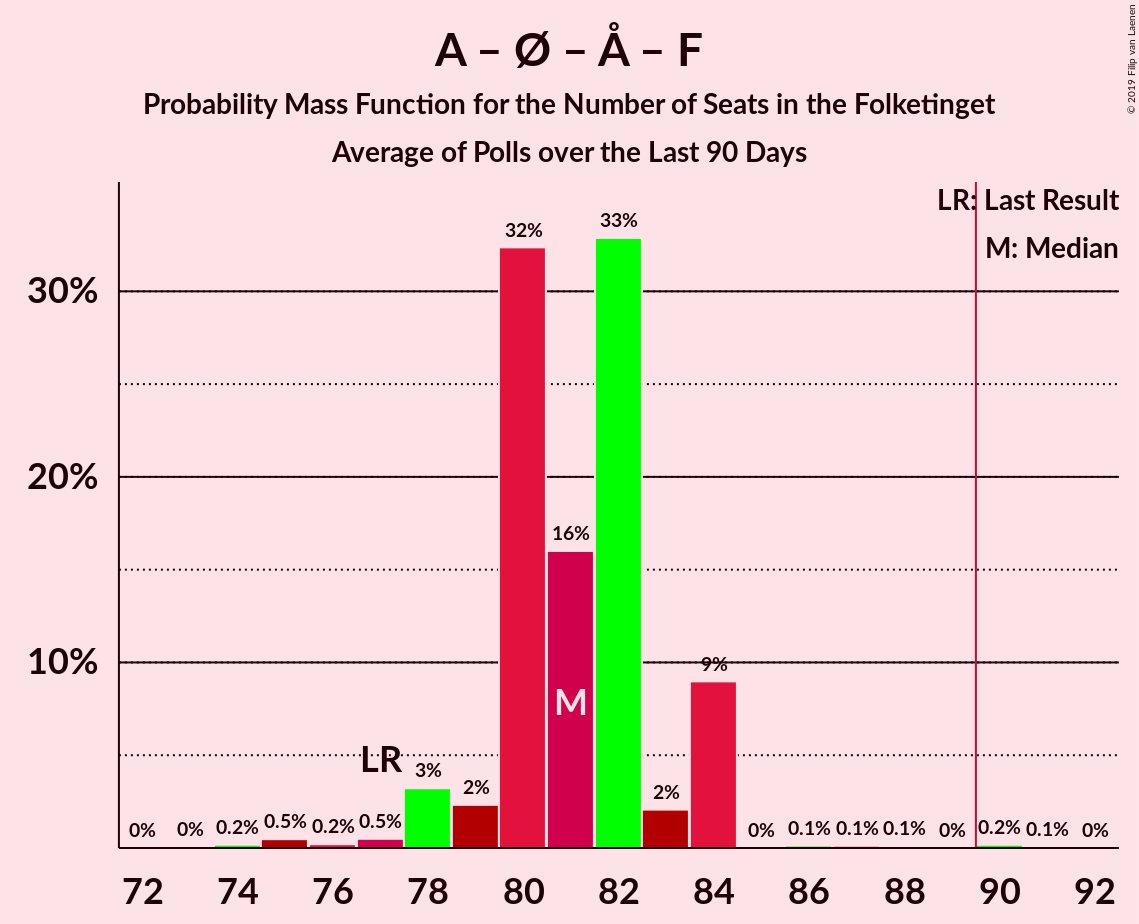 A – Ø – Å – F
Probability Mass Function for the Number of Seats in the Folketinget
Average of Polls over the Last 90 Days
© 2019 Filip van Laenen
LR: Last Result
M: Median
30%
20%
10%
0%
0%
0.2%
0.5%
0.2%
0.5%
LR
3%
2%
32%
16%
M
33%
2%
9%
0%
0.1%
0.1%
0.1%
0%
0.2%
0.1%
0%
72 74 76 78 80 82 84 86 88 90 92